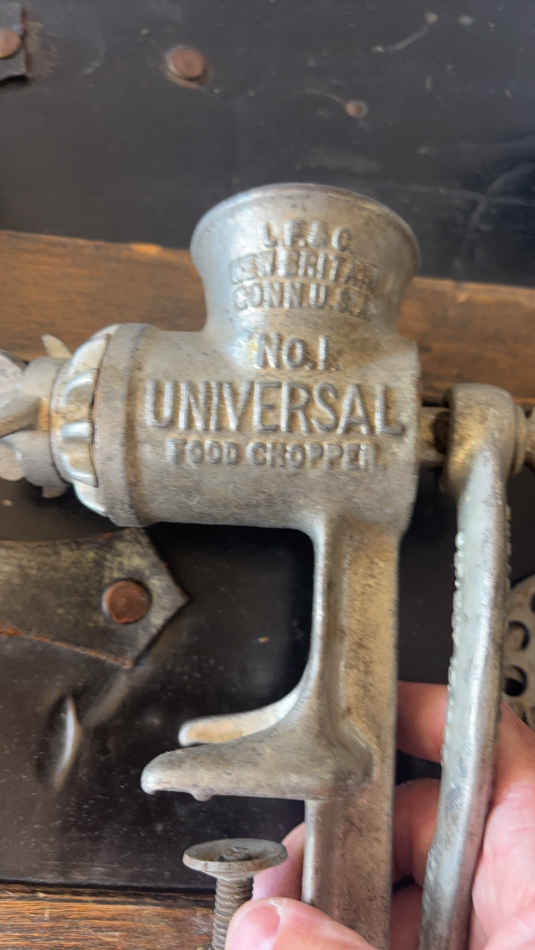 L.F.& C.
NEW BRITAIN
CONN.U.S.A.
No.1.
UNIVERSAL.
FOOD CHOPPER.